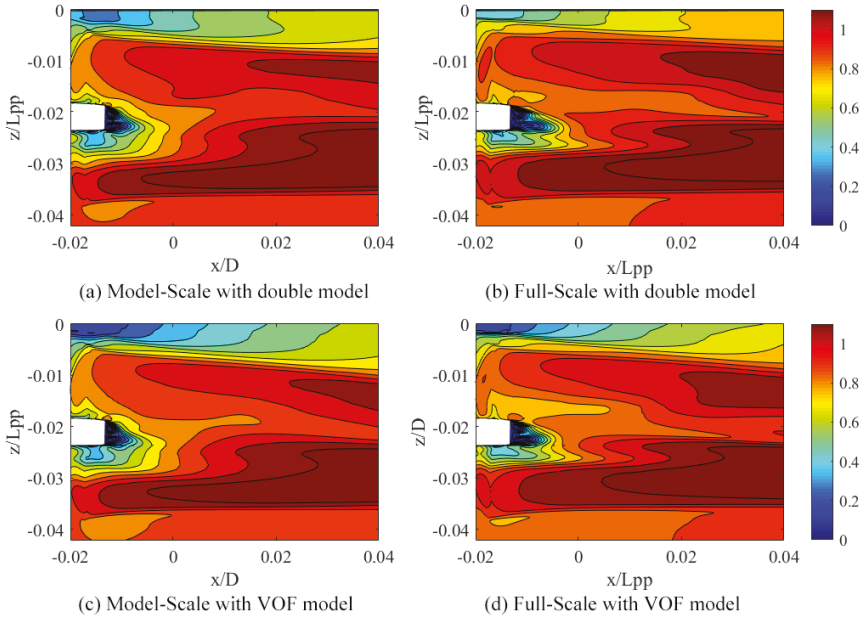 0
-0.01
-0.02
-0.03
-0.04
z/Lpp
-0.02 0 0.02 0.04
x/D
(a) Model-Scale with double model
0
-0.01
-0.02
-0.03
-0.04
z/Lpp
-0.02 0 0.02 0.04
x/Lpp
(b) Full-Scale with double model
1
0.8
0.6
0.4
0.2
0
0
-0.01
-0.02
-0.03
-0.04
z/Lpp
-0.02 0 0.02 0.04
x/D
(c) Model-Scale with VOF model
0
-0.01
-0.02
-0.03
-0.04
z/D
-0.02 0 0.02 0.04
x/Lpp
(d) Full-Scale with VOF model
1
0.8
0.6
0.4
0.2
0